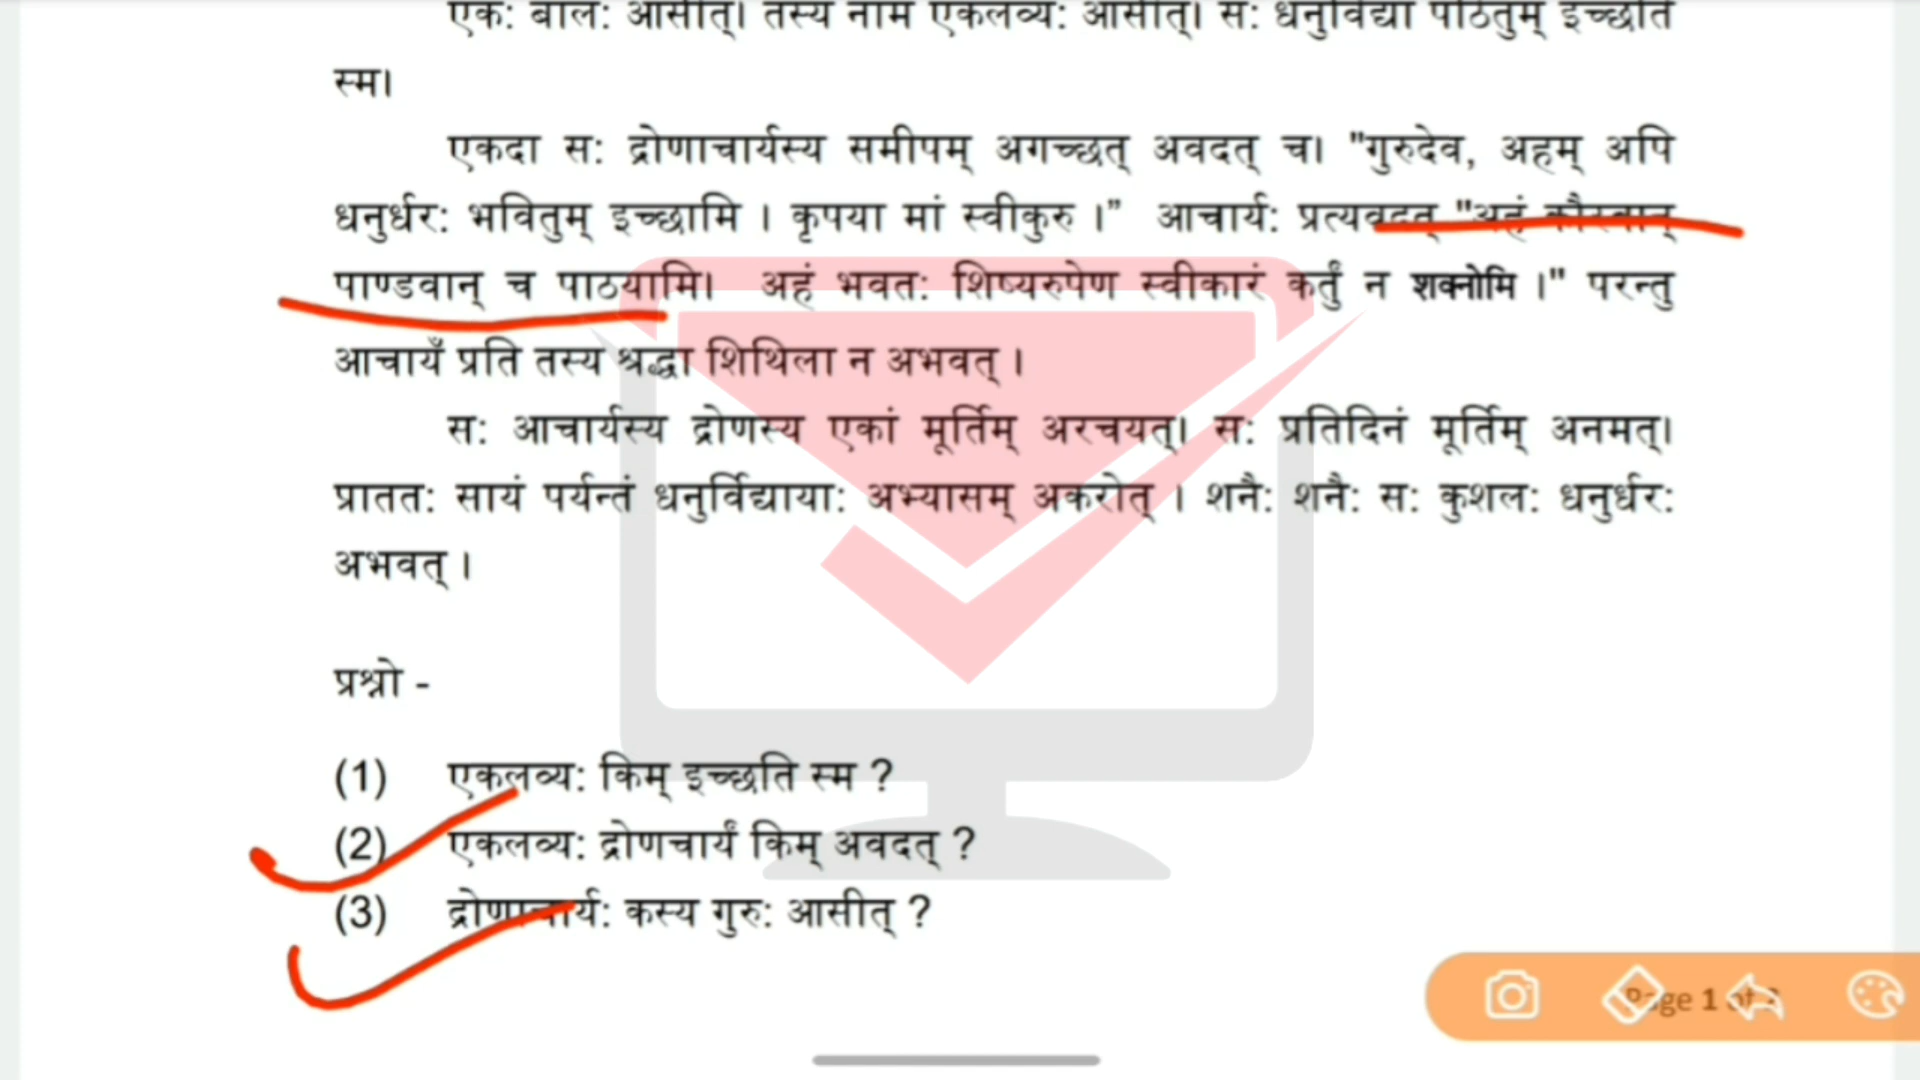 एक: बाल: आसीत्। तस्य नाम एकलव्य: आसीत्। स: धनुर्विद्यां पठितुम् इच्छति
स्म।
एकदा स: द्रोणाचार्यस्य समीपम् अगच्छत् अवदत् च। "गुरुदेव, अहम् अपि
धनुर्धर: भवितुम् इच्छामि । कृपया मां स्वीकुरु ।” आचार्य: प्रत्यवदत् "अहं कौरवान्
पाण्डवान् च पाठयामि। अहं भवत: शिष्यरुपेण स्वीकारं कर्तुं न शक्नोमि ।" परन्तु
आचार्यं प्रति तस्य श्रद्धा शिथिला न अभवत् ।
स: आचार्यस्य द्रोणस्य एकां मूर्तिम् अरचयत्। स: प्रतिदिनं मूर्तिम् अनमत्।
प्रातत: सायं पर्यन्तं धनुर्विद्याया: अभ्यासम् अकरोत् । शनै: शनै: स: कुशल: धनुर्धर:
अभवत् ।
प्रश्नो -
(1) एकलव्य: किम् इच्छति स्म ?
(2) एकलव्य: द्रोणचार्यं किम् अवदत् ?
(3) द्रोणाचार्य: कस्य गुरु: आसीत् ?
Page 1 of